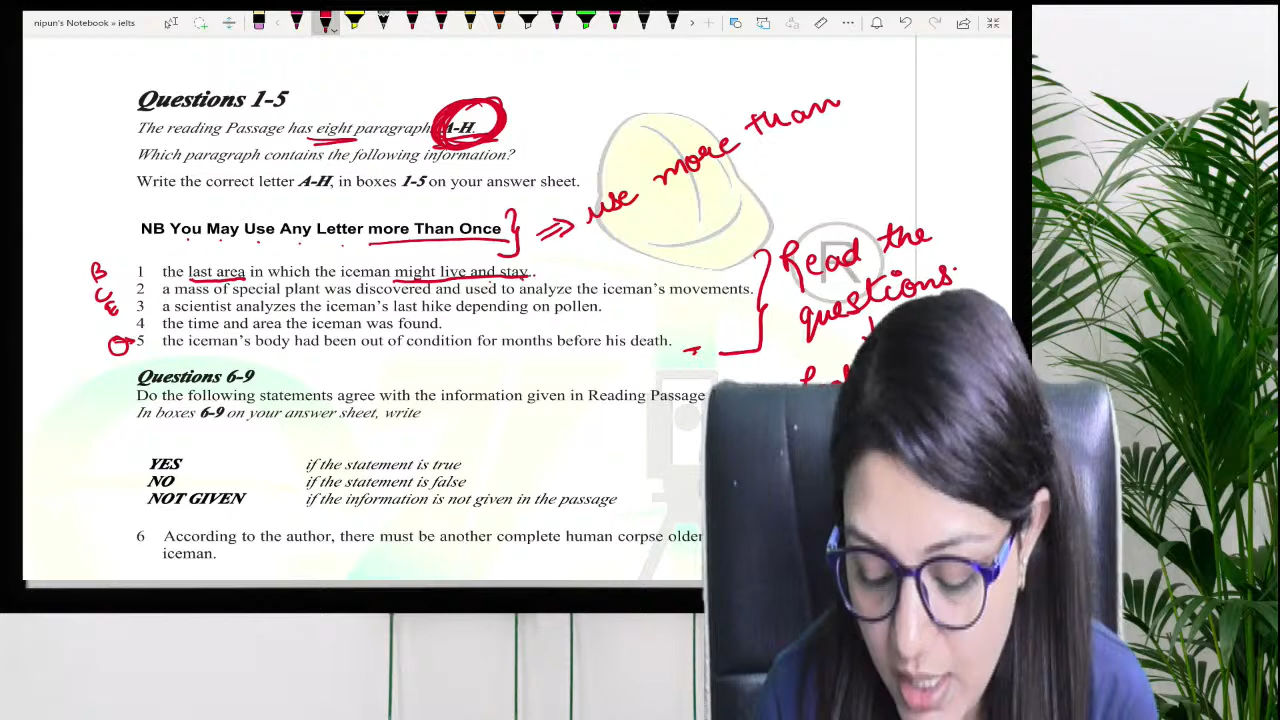 nipun's Notebook » ielts
Questions 1-5
The reading Passage has eight paragraph A-H.
Which paragraph contains the following information?
Write the correct letter A-H, in boxes 1-5 on your answer sheet.
use more than
NB You May Use Any Letter more Than Once
Read the
questions
1 the last area in which the iceman might live and stay..
2 a mass of special plant was discovered and used to analyze the iceman's movements.
3 a scientist analyzes the iceman's last hike depending on pollen.
4 the time and area the iceman was found.
5 the iceman's body had been out of condition for months before his death.
Questions 6-9
Do the following statements agree with the information given in Reading Passage
In boxes 6-9 on your answer sheet, write
YES if the statement is true
NO if the statement is false
NOT GIVEN if the information is not given in the passage
6 According to the author, there must be another complete human corpse older
iceman.
R